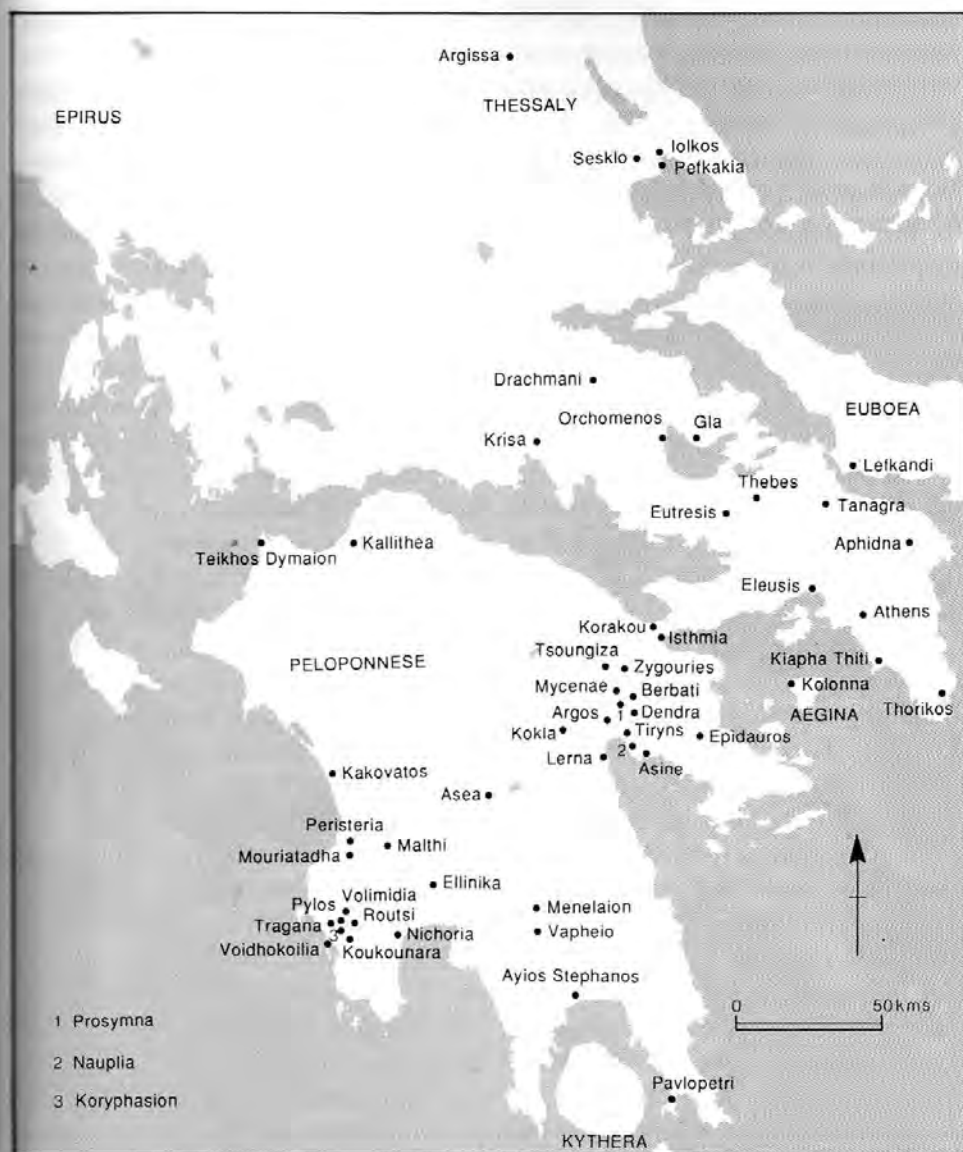 Argissa
THESSALY
EPIRUS
Iolkos
Sesklo
Pefkakia
Drachmani
EUBOEA
Orchomenos
Gla
Krisa
Lefkandi
Thebes
Tanagra
Eutresis
Teikhos Dymaion
Kallithea
Aphidna
Eleusis
Athens
Korakou
Isthmia
Tsoungiza
PELOPONNESE
Zygouries
Kiapha Thiti
Mycenae
Berbati
Kolonna
Thorikos
Argos
1
Dendra
AEGINA
Kokla
Tiryns
Epidauros
2
Lerna
Asine
Kakovatos
Asea
Peristeria
Malthi
Mouriatadha
Ellinika
Volimidia
Pylos
Menelaion
Tragana
Routsi
3
Nichoria
Vapheio
Voidhokoilia
Koukounara
Ayios Stephanos
0 50 kms
1 Prosymna
2 Nauplia
3 Koryphasion
Pavlopetri
KYTHERA